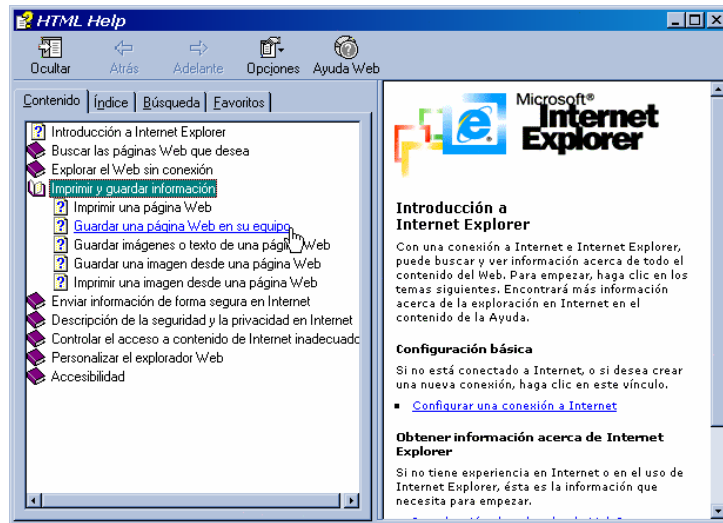 HTML Help
Ocultar
Atrás
Adelante
Opciones
Ayuda Web
Contenido
Índice
Búsqueda
Favoritos
Introducción a Internet Explorer
Buscar las páginas Web que desea
Explorar el Web sin conexión
Imprimir y guardar información
Imprimir una página Web
Guardar una página Web en su equipo
Guardar imágenes o texto de una página Web
Guardar una imagen desde una página Web
Imprimir una imagen desde una página Web
Enviar información de forma segura en Internet
Descripción de la seguridad y la privacidad en Internet
Controlar el acceso a contenido de Internet inadecuado
Personalizar el explorador Web
Accesibilidad
Microsoft®
Internet
Explorer
Introducción a
Internet Explorer
Con una conexión a Internet e Internet Explorer,
puede buscar y ver información acerca de todo el
contenido del Web. Para empezar, haga clic en los
temas siguientes. Encontrará más información
acerca de la exploración en Internet en el
contenido de la Ayuda.
Configuración básica
Si no está conectado a Internet, o si desea crear
una nueva conexión, haga clic en este vínculo.
Configurar una conexión a Internet
Obtener información acerca de Internet
Explorer
Si no tiene experiencia en Internet o en el uso de
Internet Explorer, ésta es la información que
necesita para empezar.